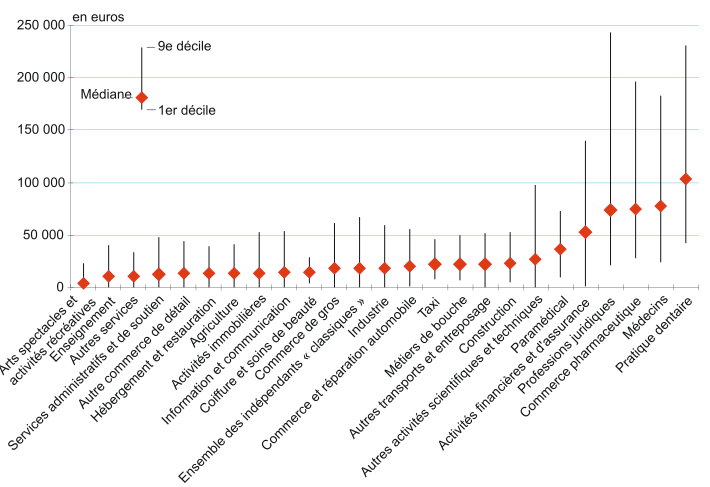 en euros
250 000
200 000
150 000
100 000
50 000
0
9e décile
Médiane
1er décile
Arts spectacles et
activités récréatives
Enseignement
Autres services
Services administratifs et de soutien
Autre commerce de détail
Hébergement et restauration
Agriculture
Activités immobilières
Information et communication
Coiffure et soins de beauté
Commerce de gros
Ensemble des indépendants « classiques »
Industrie
Commerce et réparation automobile
Taxi
Métiers de bouche
Autres transports et entreposage
Construction
Autres activités scientifiques et techniques
Paramédical
Activités financières et d'assurance
Professions juridiques
Commerce pharmaceutique
Médecins
Pratique dentaire